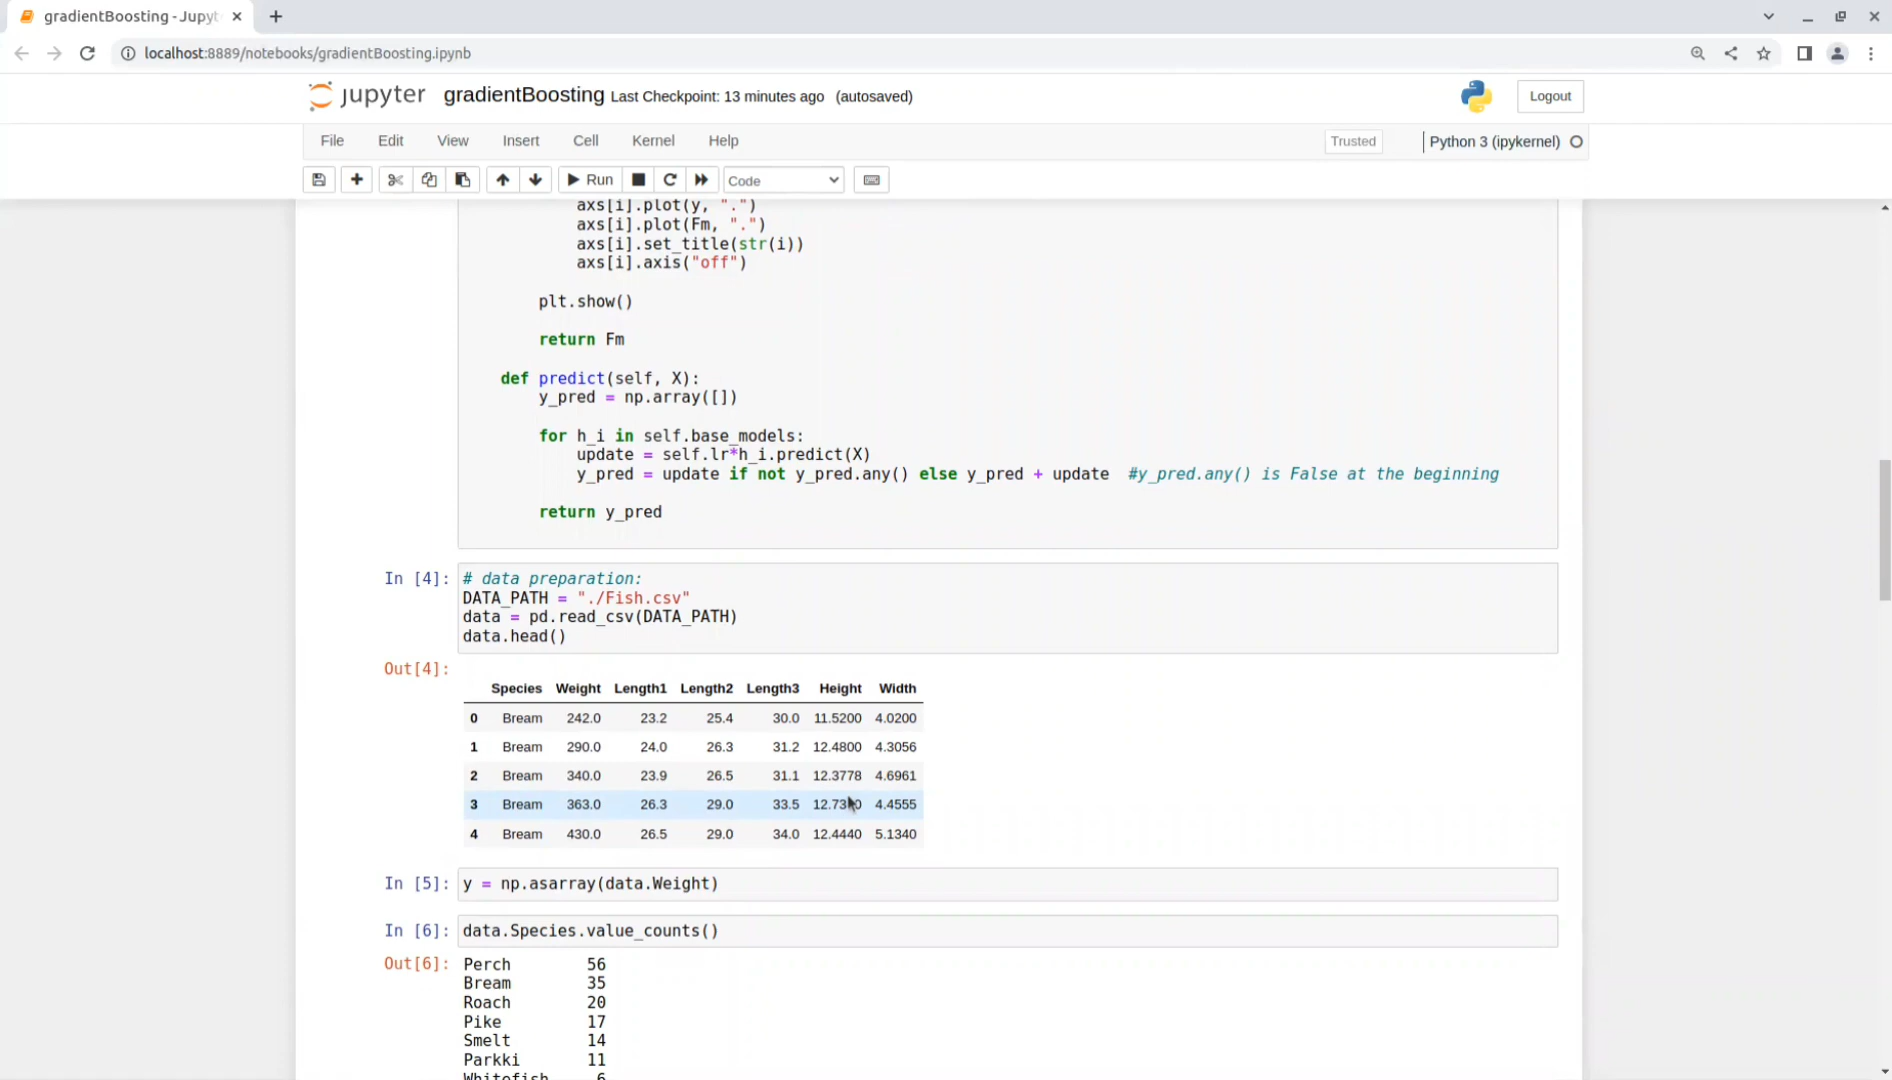 gradientBoosting - Jupyt
localhost:8889/notebooks/gradientBoosting.ipynb
jupyter gradientBoosting Last Checkpoint: 13 minutes ago (autosaved)
Logout
File Edit View Insert Cell Kernel Help
Trusted
Python 3 (ipykernel)
Run
Code
axs[i].plot(y, ".")
axs[i].plot(Fm, ".")
axs[i].set_title(str(i))
axs[i].axis("off")
plt.show()
return Fm
def predict(self, X):
y_pred = np.array([])
for h_i in self.base_models:
update = self.lr*h_i.predict(X)
y_pred = update if not y_pred.any() else y_pred + update #y_pred.any() is False at the beginning
return y_pred
In [4]: # data preparation:
DATA_PATH = "./Fish.csv"
data = pd.read_csv(DATA_PATH)
data.head()
Out[4]:
Species Weight Length1 Length2 Length3 Height Width
0 Bream 242.0 23.2 25.4 30.0 11.5200 4.0200
1 Bream 290.0 24.0 26.3 31.2 12.4800 4.3056
2 Bream 340.0 23.9 26.5 31.1 12.3778 4.6961
3 Bream 363.0 26.3 29.0 33.5 4.4555
4 Bream 430.0 26.5 29.0 34.0 12.4440 5.1340
In [5]: y = np.asarray(data.Weight)
In [6]: data.Species.value_counts()
Out[6]: Perch 56
Bream 35
Roach 20
Pike 17
Smelt 14
Parkki 11
Whitefish 6